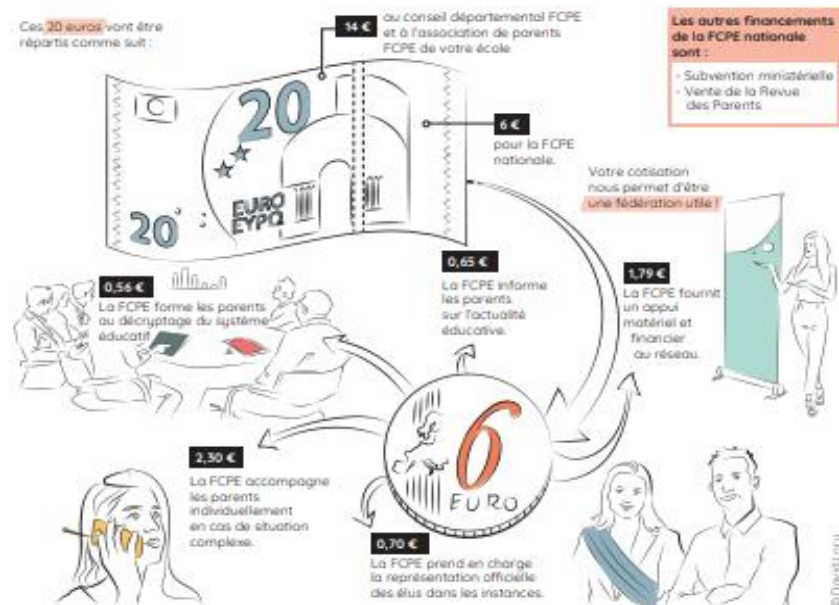 Ces 20 euros vont être
répartis comme suit :
14 €
au conseil départemental FCPE
et à l'association de parents
FCPE de votre école
Les autres financements
de la FCPE nationale
sont :
- Subvention ministérielle
- Vente de la Revue
des Parents
20
20
EURO
ΕΥΡΩ
6 €
pour la FCPE
nationale.
Votre cotisation
nous permet d'être
une fédération utile !
0,56 €
La FCPE forme les parents
au décryptage du système
éducatif
0,65 €
La FCPE informe
les parents
sur l'actualité
éducative.
1,79 €
La FCPE fournit
un appui
matériel et
financier
au réseau.
6
EURO
2,30 €
La FCPE accompagne
les parents
individuellement
en cas de situation
complexe.
0,70 €
La FCPE prend en charge
la représentation officielle
des élus dans les instances.